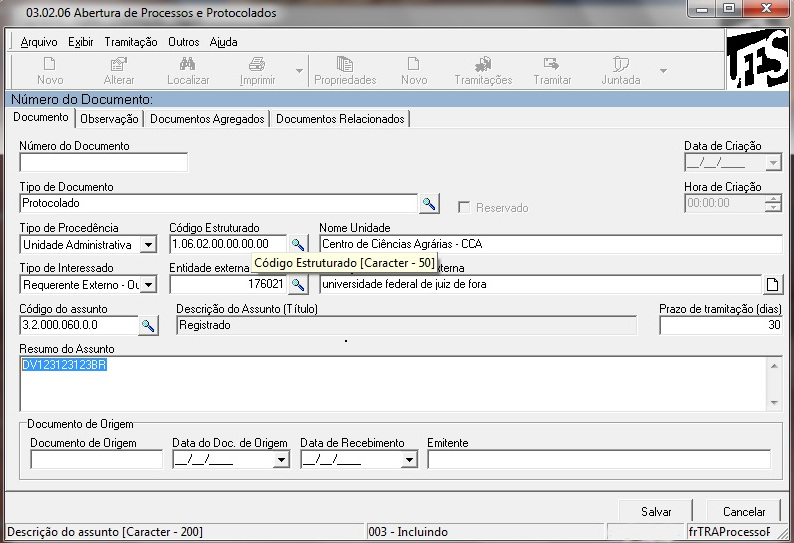 03.02.06 Abertura de Processos e Protocolados
Arquivo Exibir Tramitação Outros Ajuda
Novo Alterar Localizar Imprimir Propriedades Novo Tramitações Tramitar Juntada
UFFS
Número do Documento:
Documento Observação Documentos Agregados Documentos Relacionados
Número do Documento Data de Criação
__/__/____
Tipo de Documento Hora de Criação
Protocolado Reservado 00:00:00
Tipo de Procedência Código Estruturado Nome Unidade
Unidade Administrativa 1.06.02.00.00.00.00 Centro de Ciências Agrárias - CCA
Código Estruturado [Caracter - 50]
Tipo de Interessado Entidade externa terna
Requerente Externo - Ou 176021 universidade federal de juiz de fora
Código do assunto Descrição do Assunto (Título) Prazo de tramitação (dias)
3.2.000.060.0.0 Registrado 30
Resumo do Assunto
DV123123123BR
Documento de Origem
Documento de Origem Data do Doc. de Origem Data de Recebimento Emitente
__/__/____ __/__/____
Salvar Cancelar
Descrição do assunto [Caracter - 200] 003 - Incluindo frTRAProcessoF